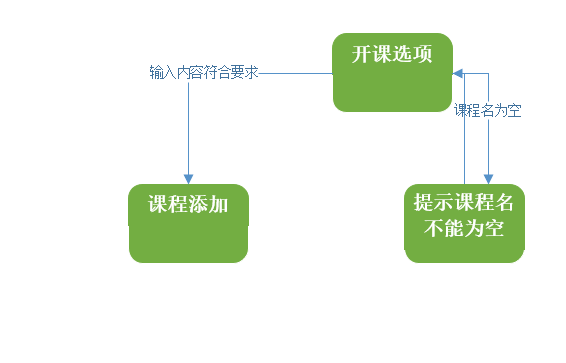 开课选项
输入内容符合要求
课程名为空
课程添加
提示课程名
不能为空